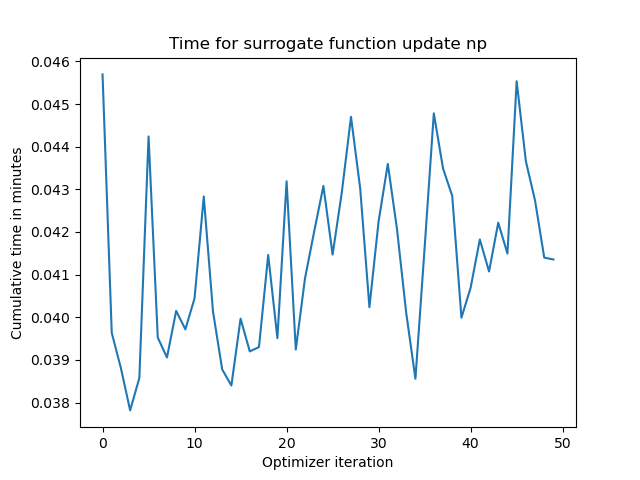 Time for surrogate function update np
Cumulative time in minutes
0.046
0.045
0.044
0.043
0.042
0.041
0.040
0.039
0.038
0 10 20 30 40 50
Optimizer iteration